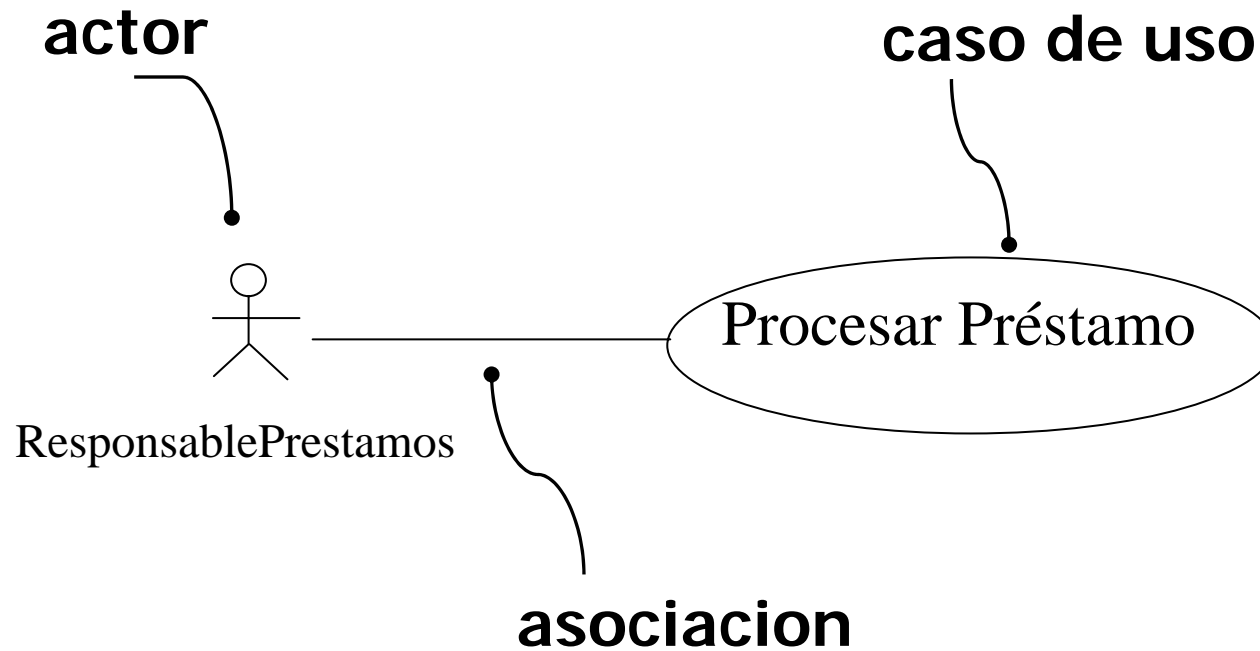 actor
caso de uso
Procesar Préstamo
ResponsablePrestamos
asociacion